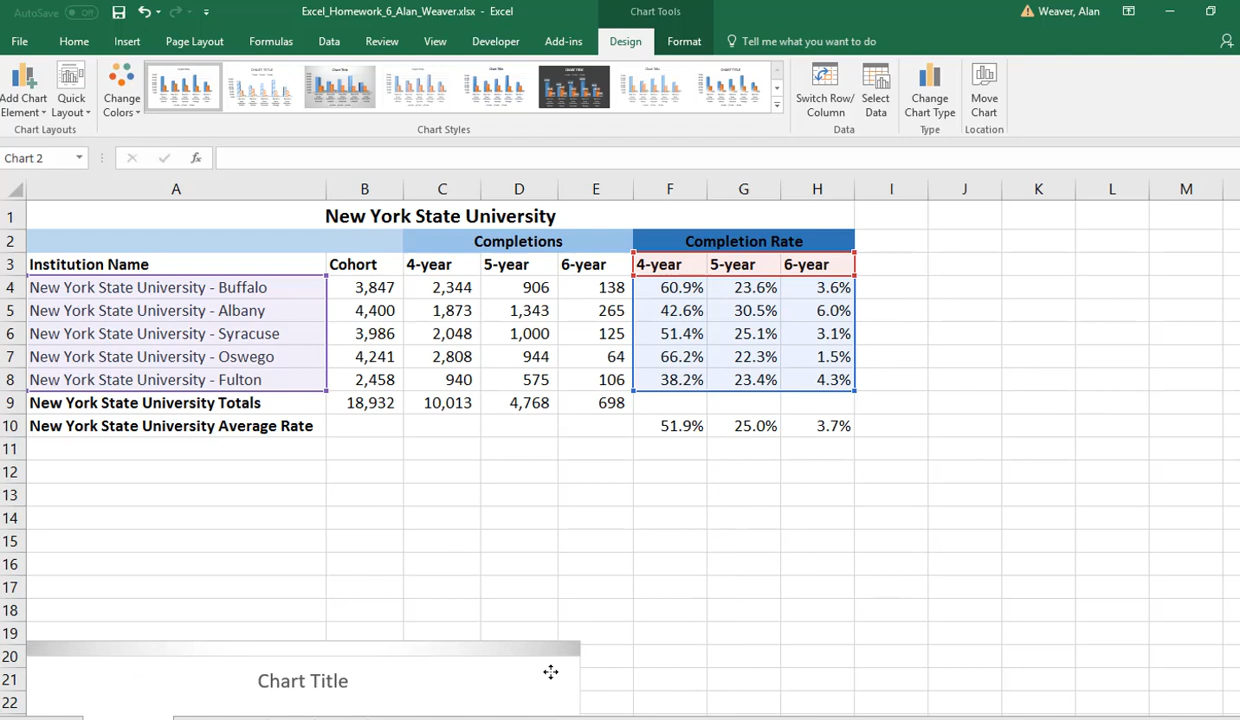 AutoSave Off Excel_Homework_6_Alan_Weaver.xlsx - Excel Chart Tools Weaver, Alan
File Home Insert Page Layout Formulas Data Review View Developer Add-ins Design Format Tell me what you want to do
Add Chart Element Quick Layout Change Colors Switch Row/ Column Select Data Change Chart Type Move Chart
Chart Layouts Chart Styles Data Type Location
Chart 2 fx
A B C D E F G H I J K L M
1 New York State University
2 Completions Completion Rate
3 Institution Name Cohort 4-year 5-year 6-year 4-year 5-year 6-year
4 New York State University - Buffalo 3,847 2,344 906 138 60.9% 23.6% 3.6%
5 New York State University - Albany 4,400 1,873 1,343 265 42.6% 30.5% 6.0%
6 New York State University - Syracuse 3,986 2,048 1,000 125 51.4% 25.1% 3.1%
7 New York State University - Oswego 4,241 2,808 944 64 66.2% 22.3% 1.5%
8 New York State University - Fulton 2,458 940 575 106 38.2% 23.4% 4.3%
9 New York State University Totals 18,932 10,013 4,768 698
10 New York State University Average Rate 51.9% 25.0% 3.7%
11
12
13
14
15
16
17
18
19
20
21 Chart Title
22